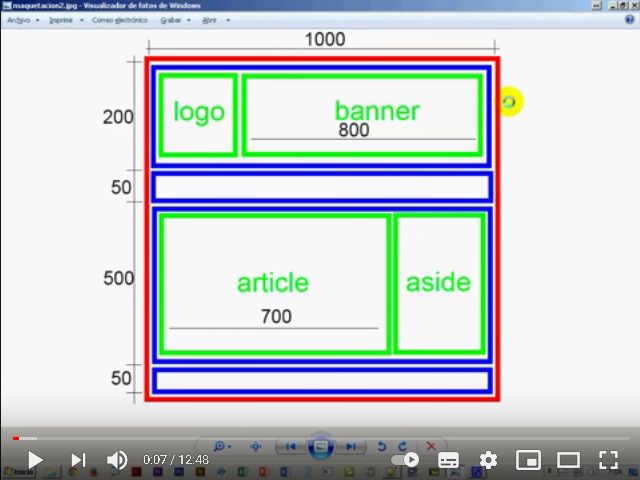 maquetacion2.jpg - Visualizador de fotos de Windows
Archivo Imprimir Correo electrónico Grabar Abrir
1000
200
logo
banner
800
50
500
article
aside
700
50
0:07 / 12:48
Inicio